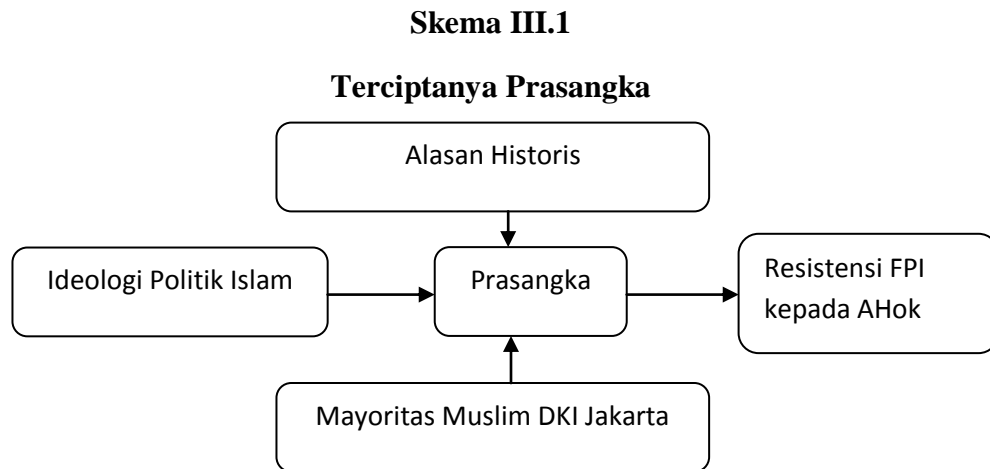 Skema III.1
Terciptanya Prasangka
Alasan Historis
Ideologi Politik Islam
Prasangka
Resistensi FPI
kepada AHok
Mayoritas Muslim DKI Jakarta